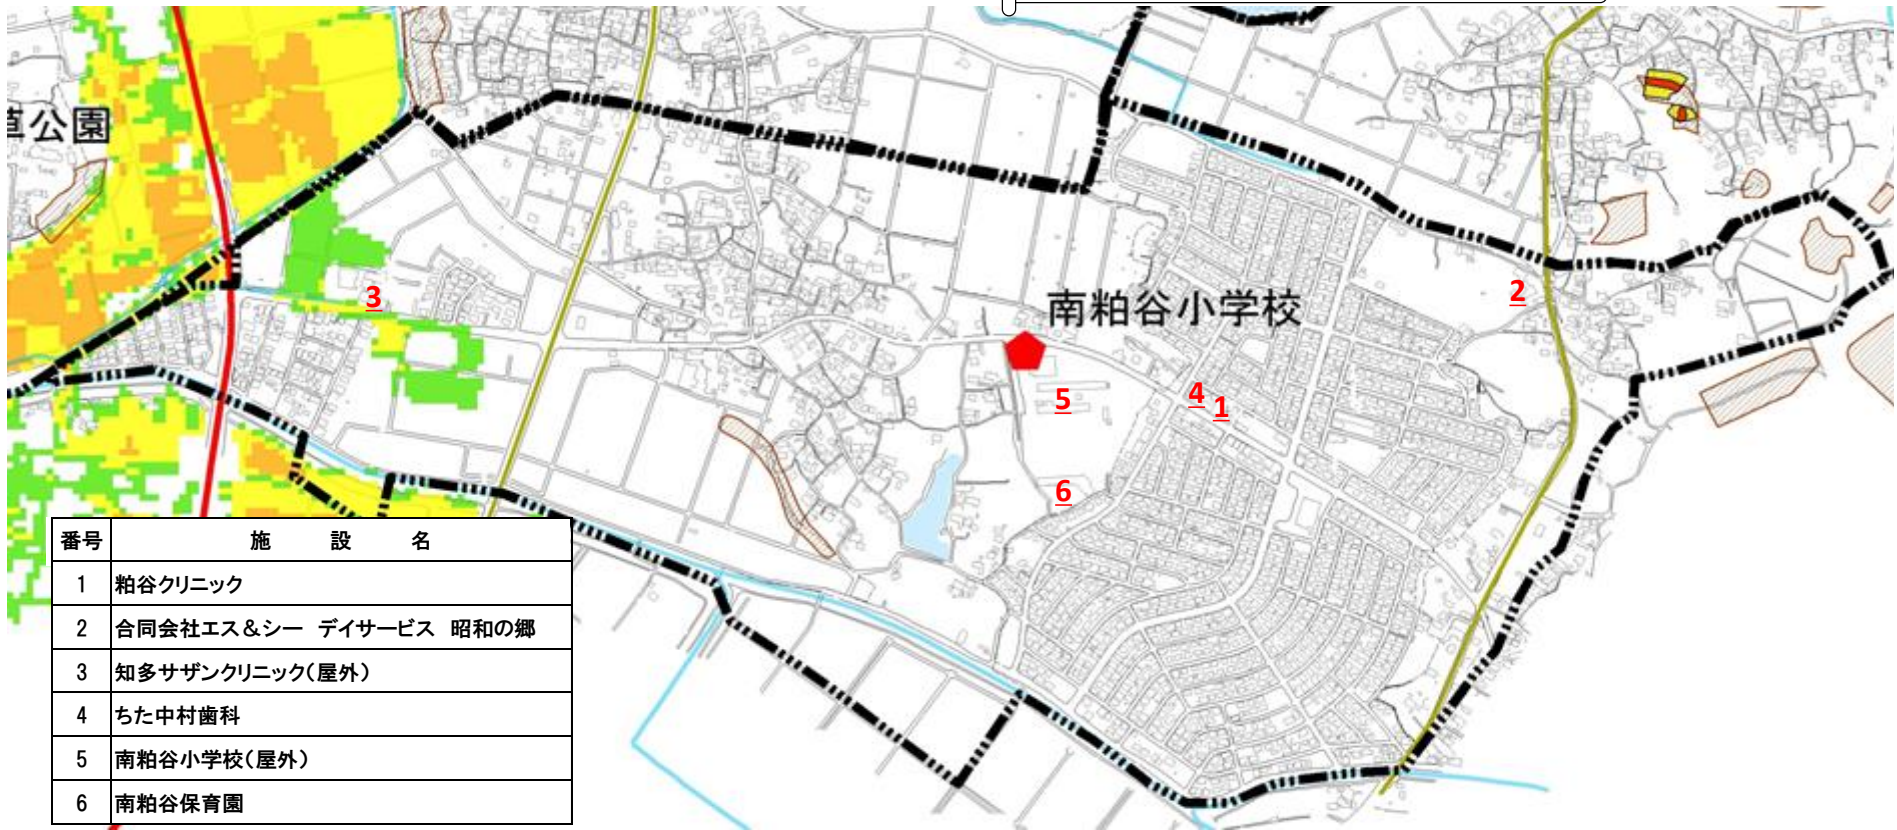 草公園
3
2
南粕谷小学校
5
4
1
6
番号 施 設 名
1 粕谷クリニック
2 合同会社エス&シー デイサービス 昭和の郷
3 知多サザンクリニック(屋外)
4 ちた中村歯科
5 南粕谷小学校(屋外)
6 南粕谷保育園